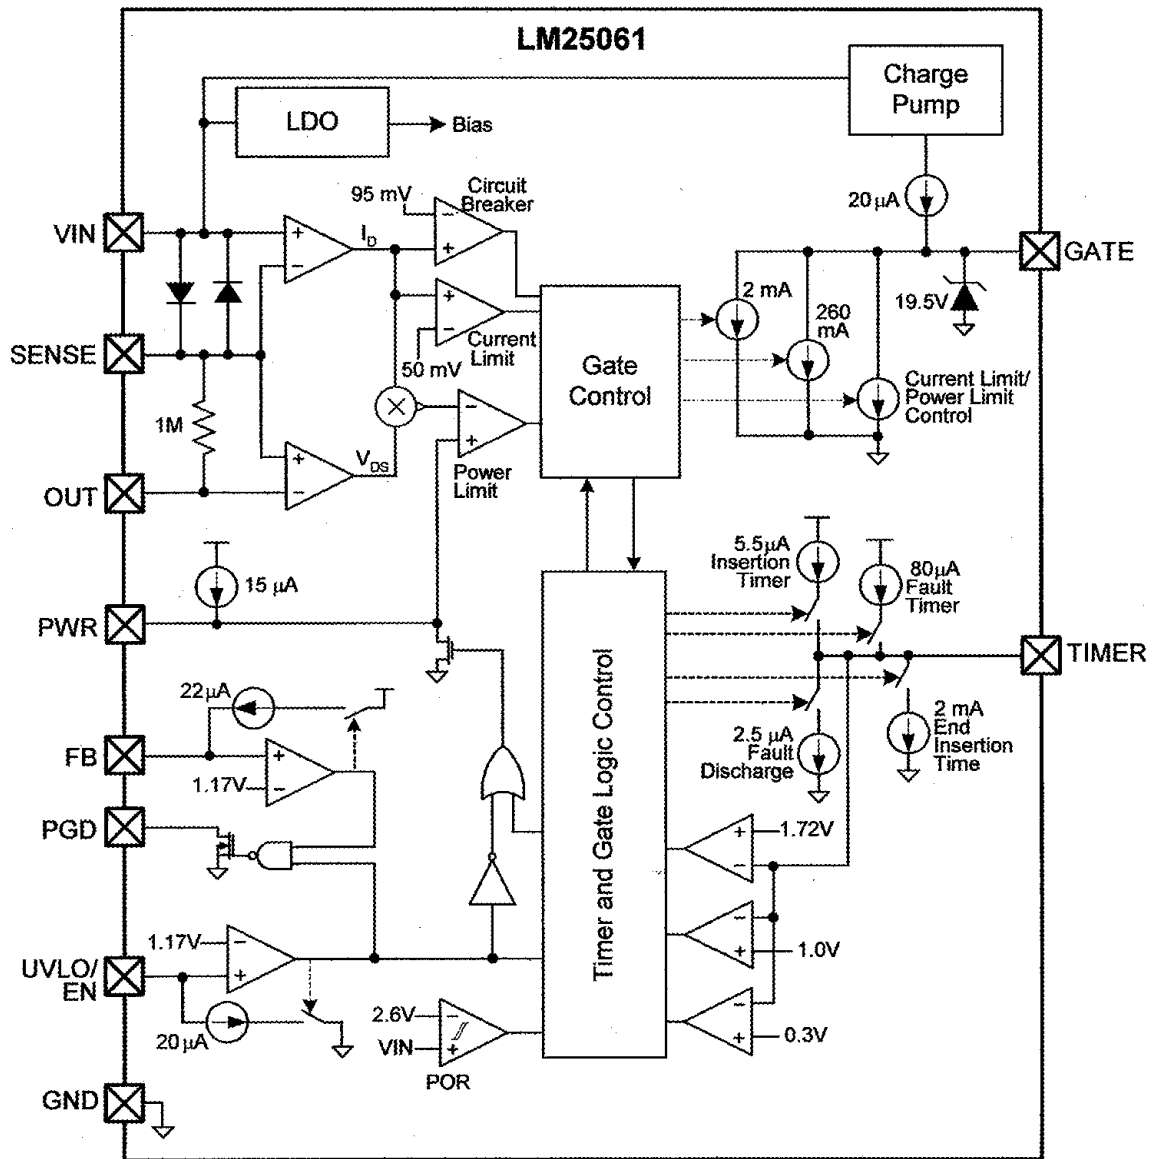 LM25061
Charge
Pump
LDO
Bias
20 µA
95 mV
Circuit
Breaker
VIN
+
−
I_D
−
+
GATE
2 mA
260
mA
19.5V
SENSE
+
−
Current
Limit
50 mV
Gate
Control
Current Limit/
Power Limit
Control
1M
−
+
V_DS
Power
Limit
+
−
OUT
15 µA
5.5µA
Insertion
Timer
80µA
Fault
Timer
PWR
TIMER
22µA
FB
+
−
1.17V
2.5 µA
Fault
Discharge
2 mA
End
Insertion
Time
PGD
Timer and Gate Logic Control
+
−
1.72V
1.17V
−
+
UVLO/
EN
−
+
1.0V
20µA
2.6V
−
VIN
+
POR
−
+
0.3V
GND